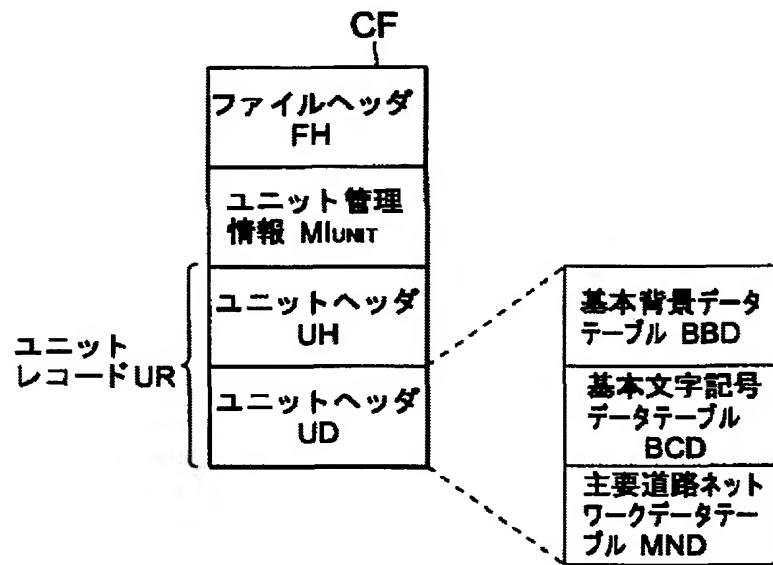 CF
ファイルヘッダ
FH
ユニット管理
情報 MIUNIT
ユニットヘッダ
UH
ユニットヘッダ
UD
ユニット
レコードUR
基本背景データ
テーブル BBD
基本文字記号
データテーブル
BCD
主要道路ネット
ワークデータテー
ブル MND